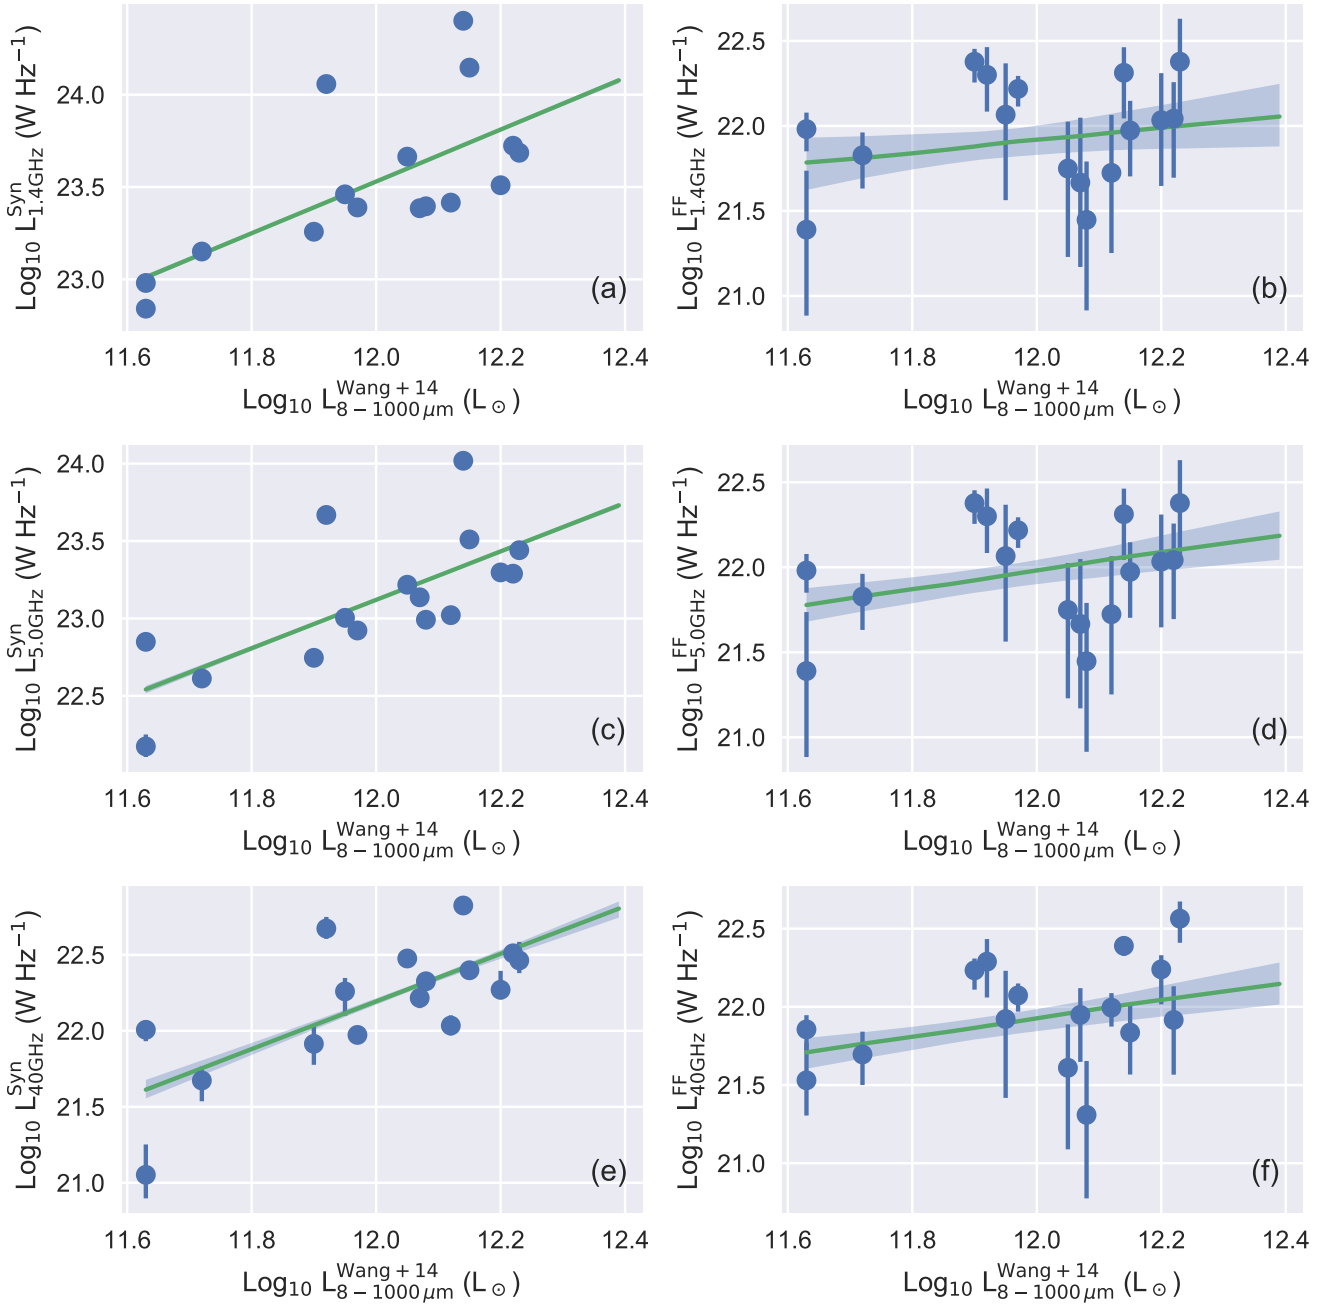 Log₁₀ L^Syn_1.4GHz (W Hz⁻¹)
24.0
23.5
23.0
(a)
11.6 11.8 12.0 12.2 12.4
Log₁₀ L^Wang+14_8−1000μm (L⊙)
Log₁₀ L^FF_1.4GHz (W Hz⁻¹)
22.5
22.0
21.5
21.0
(b)
11.6 11.8 12.0 12.2 12.4
Log₁₀ L^Wang+14_8−1000μm (L⊙)
Log₁₀ L^Syn_5.0GHz (W Hz⁻¹)
24.0
23.5
23.0
22.5
(c)
11.6 11.8 12.0 12.2 12.4
Log₁₀ L^Wang+14_8−1000μm (L⊙)
Log₁₀ L^FF_5.0GHz (W Hz⁻¹)
22.5
22.0
21.5
21.0
(d)
11.6 11.8 12.0 12.2 12.4
Log₁₀ L^Wang+14_8−1000μm (L⊙)
Log₁₀ L^Syn_40GHz (W Hz⁻¹)
22.5
22.0
21.5
21.0
(e)
11.6 11.8 12.0 12.2 12.4
Log₁₀ L^Wang+14_8−1000μm (L⊙)
Log₁₀ L^FF_40GHz (W Hz⁻¹)
22.5
22.0
21.5
21.0
(f)
11.6 11.8 12.0 12.2 12.4
Log₁₀ L^Wang+14_8−1000μm (L⊙)